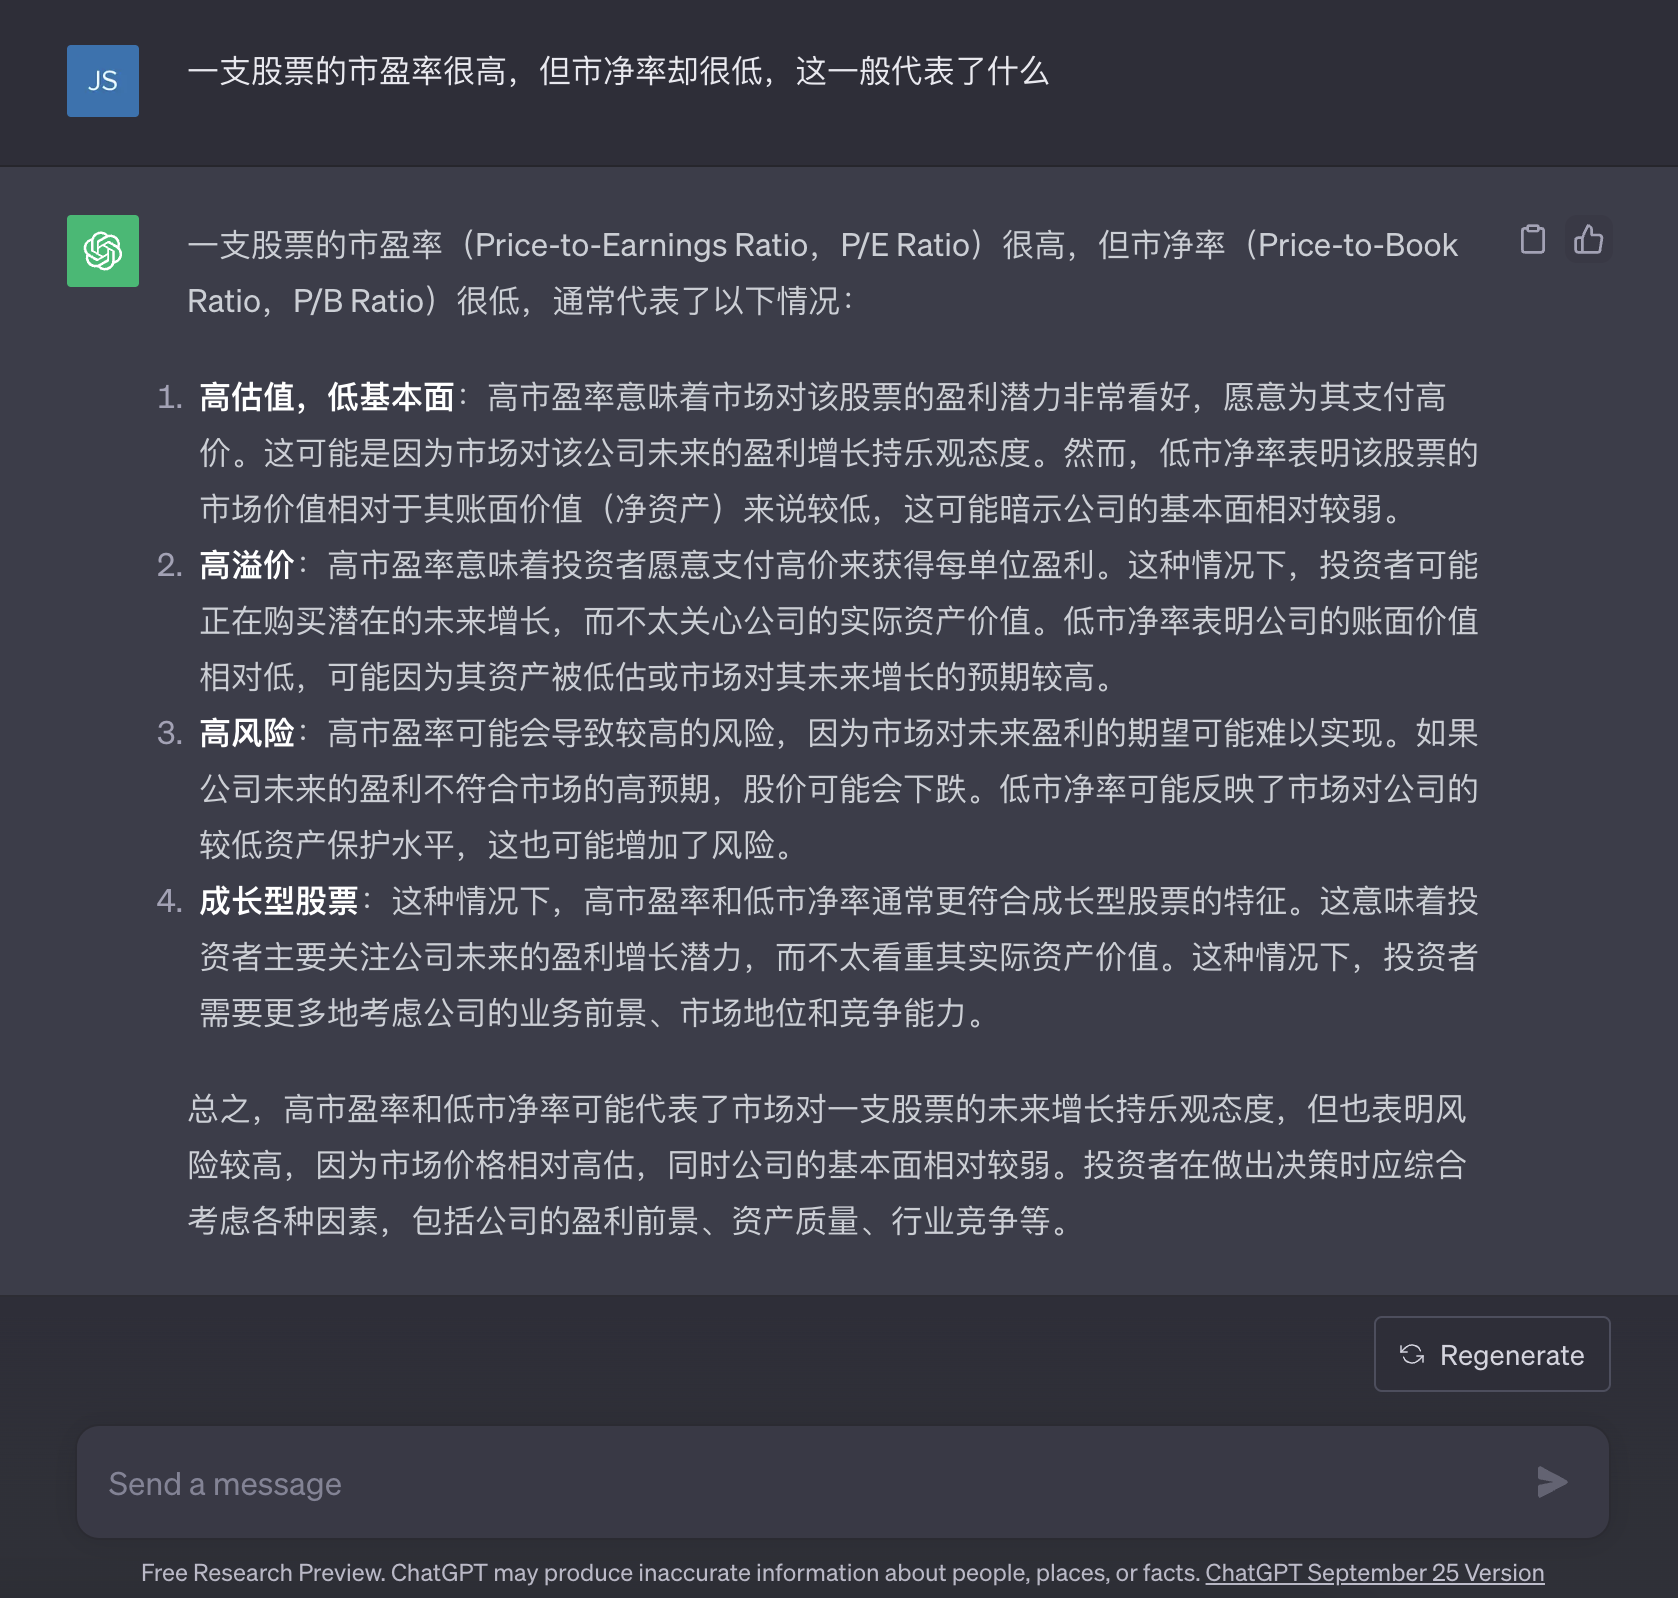 JS
一支股票的市盈率很高，但市净率却很低，这一般代表了什么
一支股票的市盈率（Price-to-Earnings Ratio，P/E Ratio）很高，但市净率（Price-to-Book
Ratio，P/B Ratio）很低，通常代表了以下情况：
1. 高估值，低基本面：高市盈率意味着市场对该股票的盈利潜力非常看好，愿意为其支付高
价。这可能是因为市场对该公司未来的盈利增长持乐观态度。然而，低市净率表明该股票的
市场价值相对于其账面价值（净资产）来说较低，这可能暗示公司的基本面相对较弱。
2. 高溢价：高市盈率意味着投资者愿意支付高价来获得每单位盈利。这种情况下，投资者可能
正在购买潜在的未来增长，而不太关心公司的实际资产价值。低市净率表明公司的账面价值
相对低，可能因为其资产被低估或市场对其未来增长的预期较高。
3. 高风险：高市盈率可能会导致较高的风险，因为市场对未来盈利的期望可能难以实现。如果
公司未来的盈利不符合市场的高预期，股价可能会下跌。低市净率可能反映了市场对公司的
较低资产保护水平，这也可能增加了风险。
4. 成长型股票：这种情况下，高市盈率和低市净率通常更符合成长型股票的特征。这意味着投
资者主要关注公司未来的盈利增长潜力，而不太看重其实际资产价值。这种情况下，投资者
需要更多地考虑公司的业务前景、市场地位和竞争能力。
总之，高市盈率和低市净率可能代表了市场对一支股票的未来增长持乐观态度，但也表明风
险较高，因为市场价格相对高估，同时公司的基本面相对较弱。投资者在做出决策时应综合
考虑各种因素，包括公司的盈利前景、资产质量、行业竞争等。
Regenerate
Send a message
Free Research Preview. ChatGPT may produce inaccurate information about people, places, or facts. ChatGPT September 25 Version